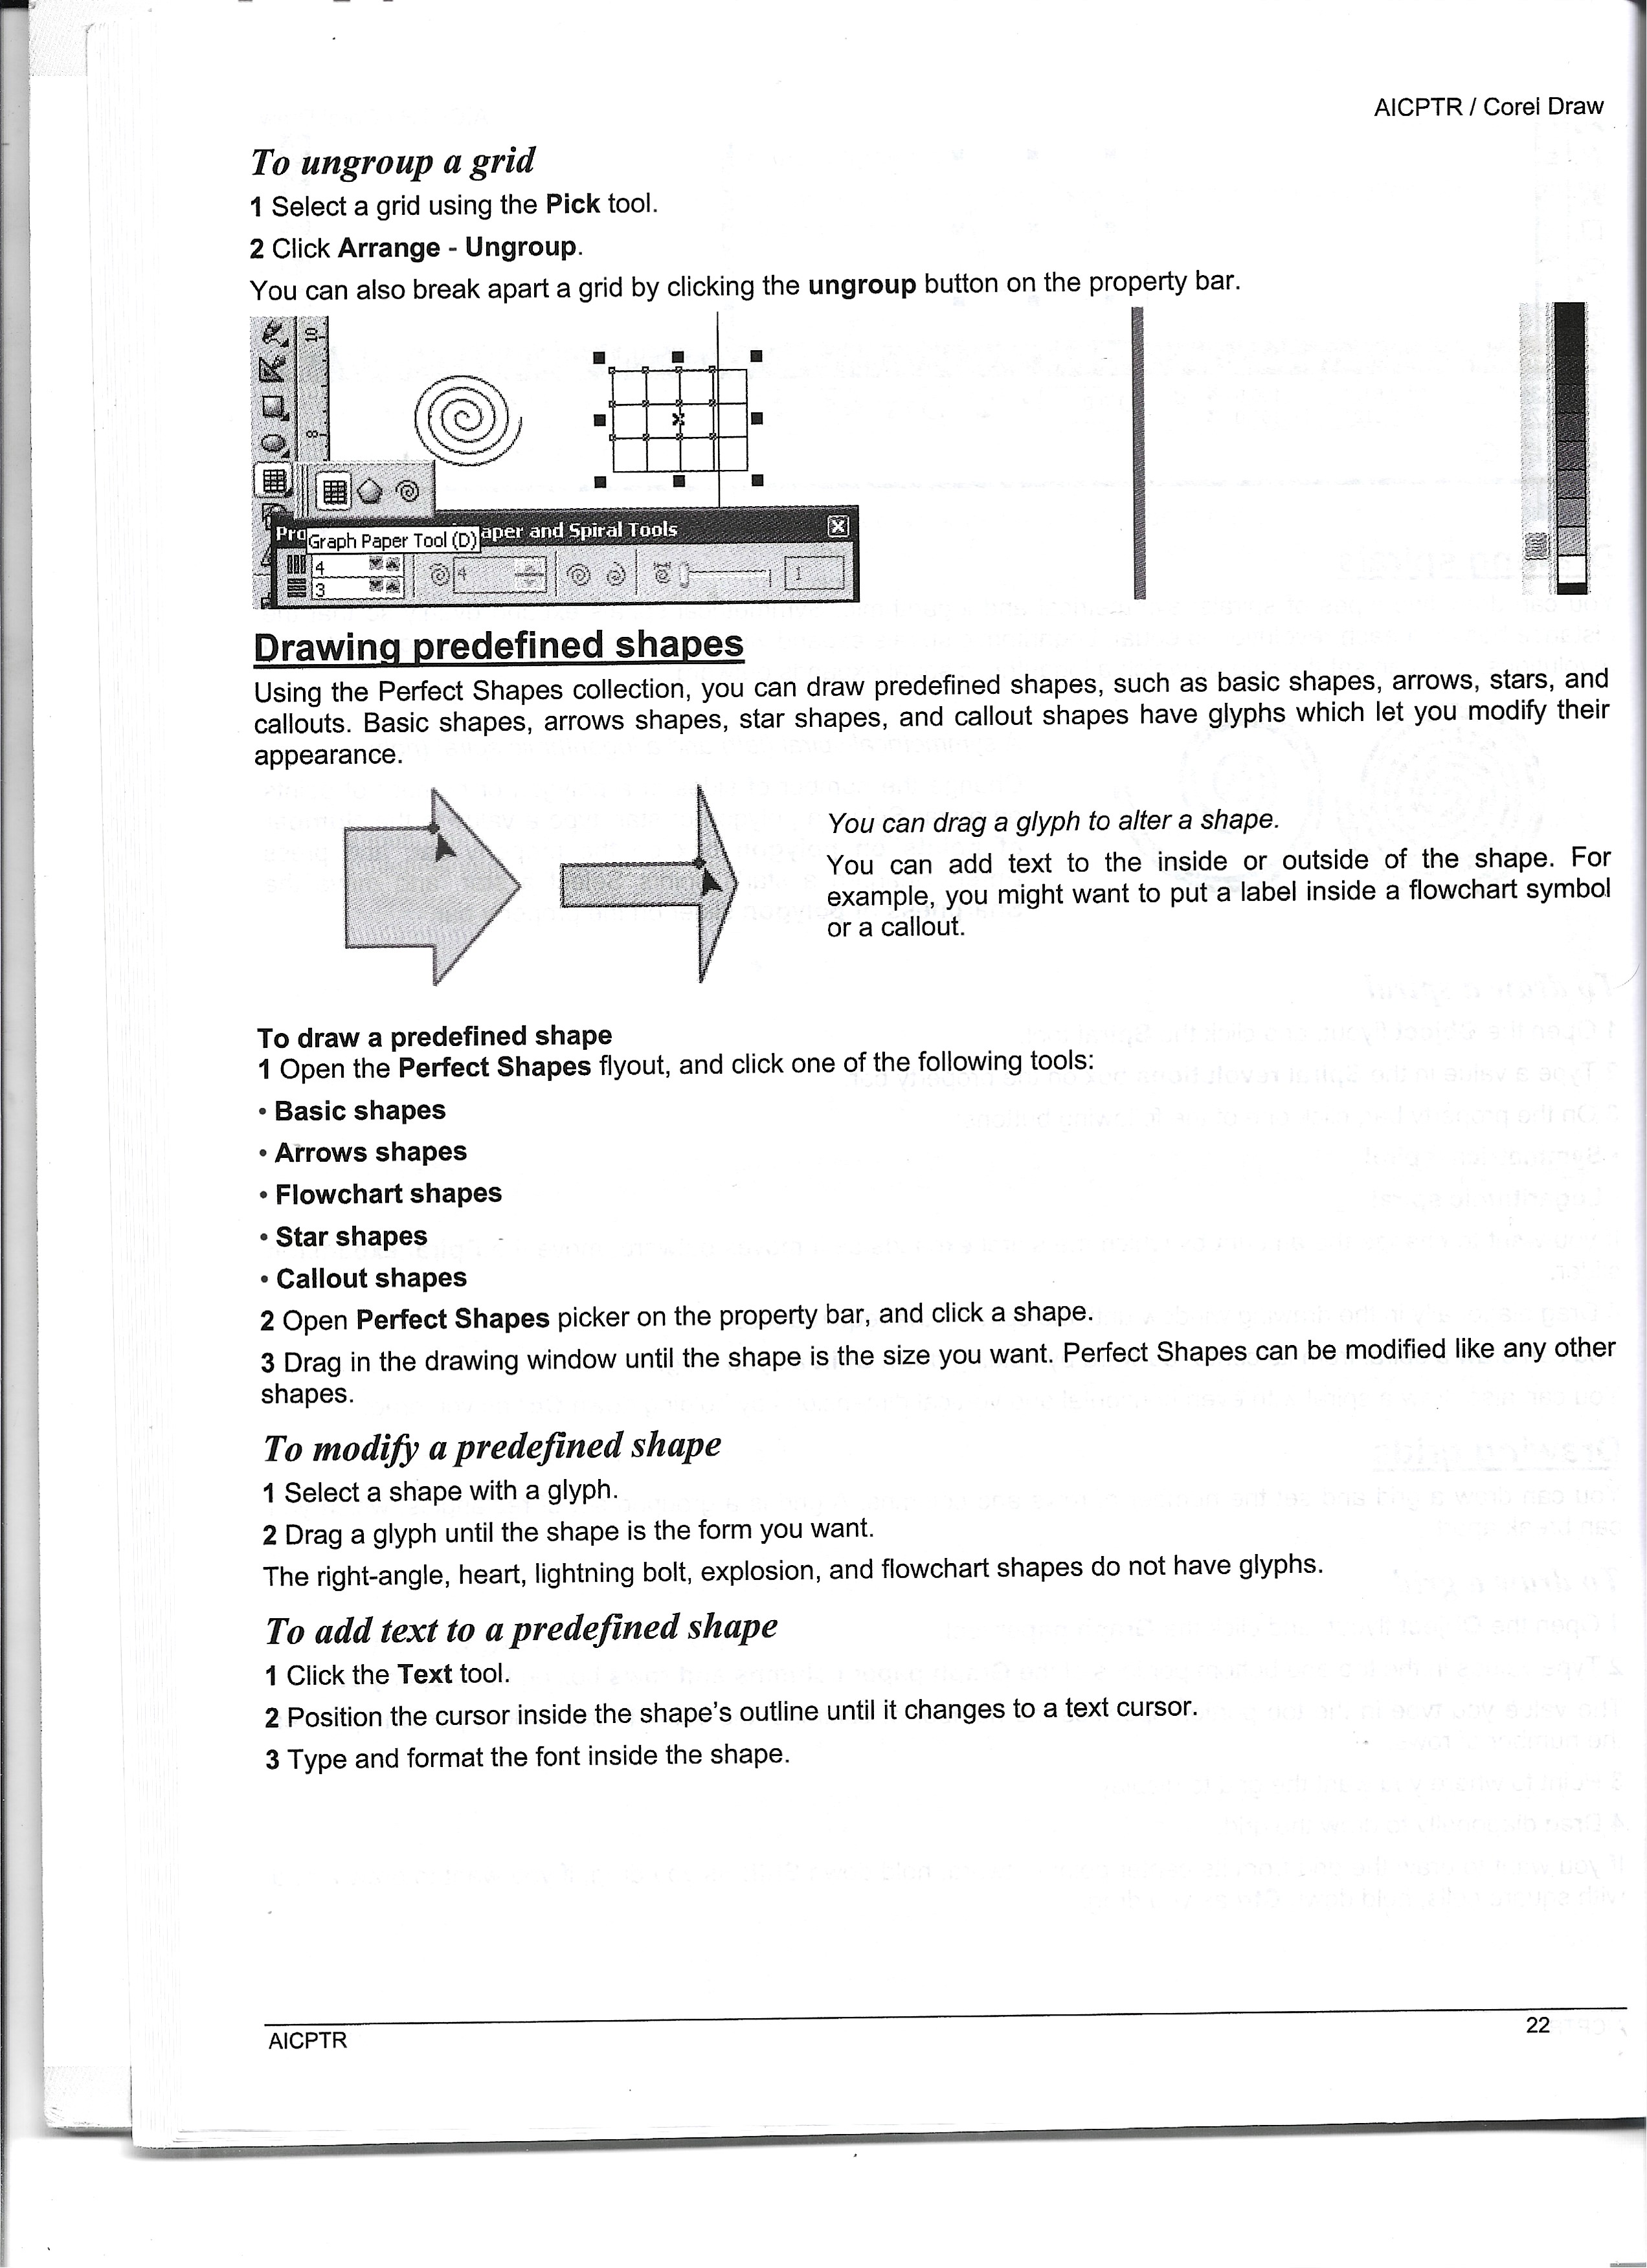 AICPTR / Corel Draw
To ungroup a grid
1 Select a grid using the Pick tool.
2 Click Arrange - Ungroup.
You can also break apart a grid by clicking the ungroup button on the property bar.
10
8
Pro
aper and Spiral Tools
Graph Paper Tool (D)
4
4
1
3
Drawing predefined shapes
Using the Perfect Shapes collection, you can draw predefined shapes, such as basic shapes, arrows, stars, and
callouts. Basic shapes, arrows shapes, star shapes, and callout shapes have glyphs which let you modify their
appearance.
You can drag a glyph to alter a shape.
You can add text to the inside or outside of the shape. For
example, you might want to put a label inside a flowchart symbol
or a callout.
To draw a predefined shape
1 Open the Perfect Shapes flyout, and click one of the following tools:
• Basic shapes
• Arrows shapes
• Flowchart shapes
• Star shapes
• Callout shapes
2 Open Perfect Shapes picker on the property bar, and click a shape.
3 Drag in the drawing window until the shape is the size you want. Perfect Shapes can be modified like any other
shapes.
To modify a predefined shape
1 Select a shape with a glyph.
2 Drag a glyph until the shape is the form you want.
The right-angle, heart, lightning bolt, explosion, and flowchart shapes do not have glyphs.
To add text to a predefined shape
1 Click the Text tool.
2 Position the cursor inside the shape's outline until it changes to a text cursor.
3 Type and format the font inside the shape.
AICPTR
22